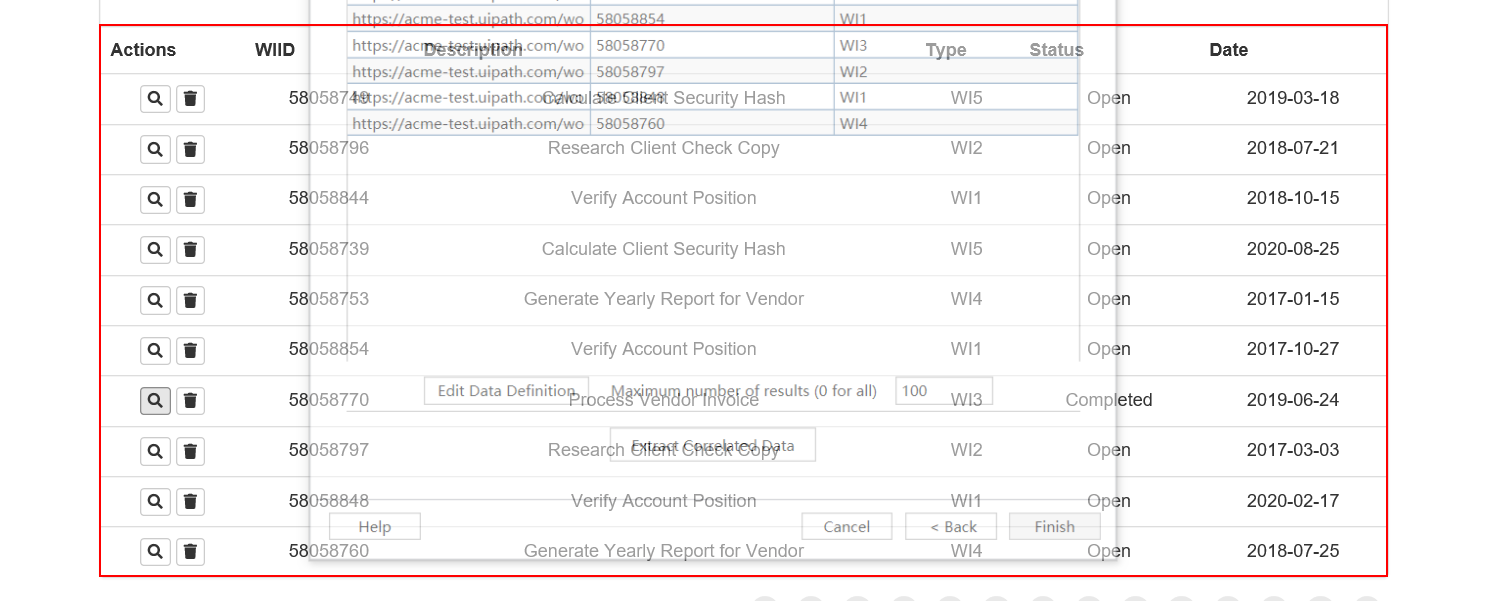 https://acme-test.uipath.com/wo 58058854 WI1
Actions WIID Description Type Status Date
https://acme-test.uipath.com/wo 58058770 WI3
https://acme-test.uipath.com/wo 58058797 WI2
58058749 Calculate Client Security Hash WI5 Open 2019-03-18
https://acme-test.uipath.com/wo 58058848 WI1
https://acme-test.uipath.com/wo 58058760 WI4
58058796 Research Client Check Copy WI2 Open 2018-07-21
58058844 Verify Account Position WI1 Open 2018-10-15
58058739 Calculate Client Security Hash WI5 Open 2020-08-25
58058753 Generate Yearly Report for Vendor WI4 Open 2017-01-15
58058854 Verify Account Position WI1 Open 2017-10-27
Edit Data Definition Maximum number of results (0 for all) 100
58058770 Process Vendor Invoice WI3 Completed 2019-06-24
Extract Correlated Data
58058797 Research Client Check Copy WI2 Open 2017-03-03
58058848 Verify Account Position WI1 Open 2020-02-17
Help Cancel < Back Finish
58058760 Generate Yearly Report for Vendor WI4 Open 2018-07-25